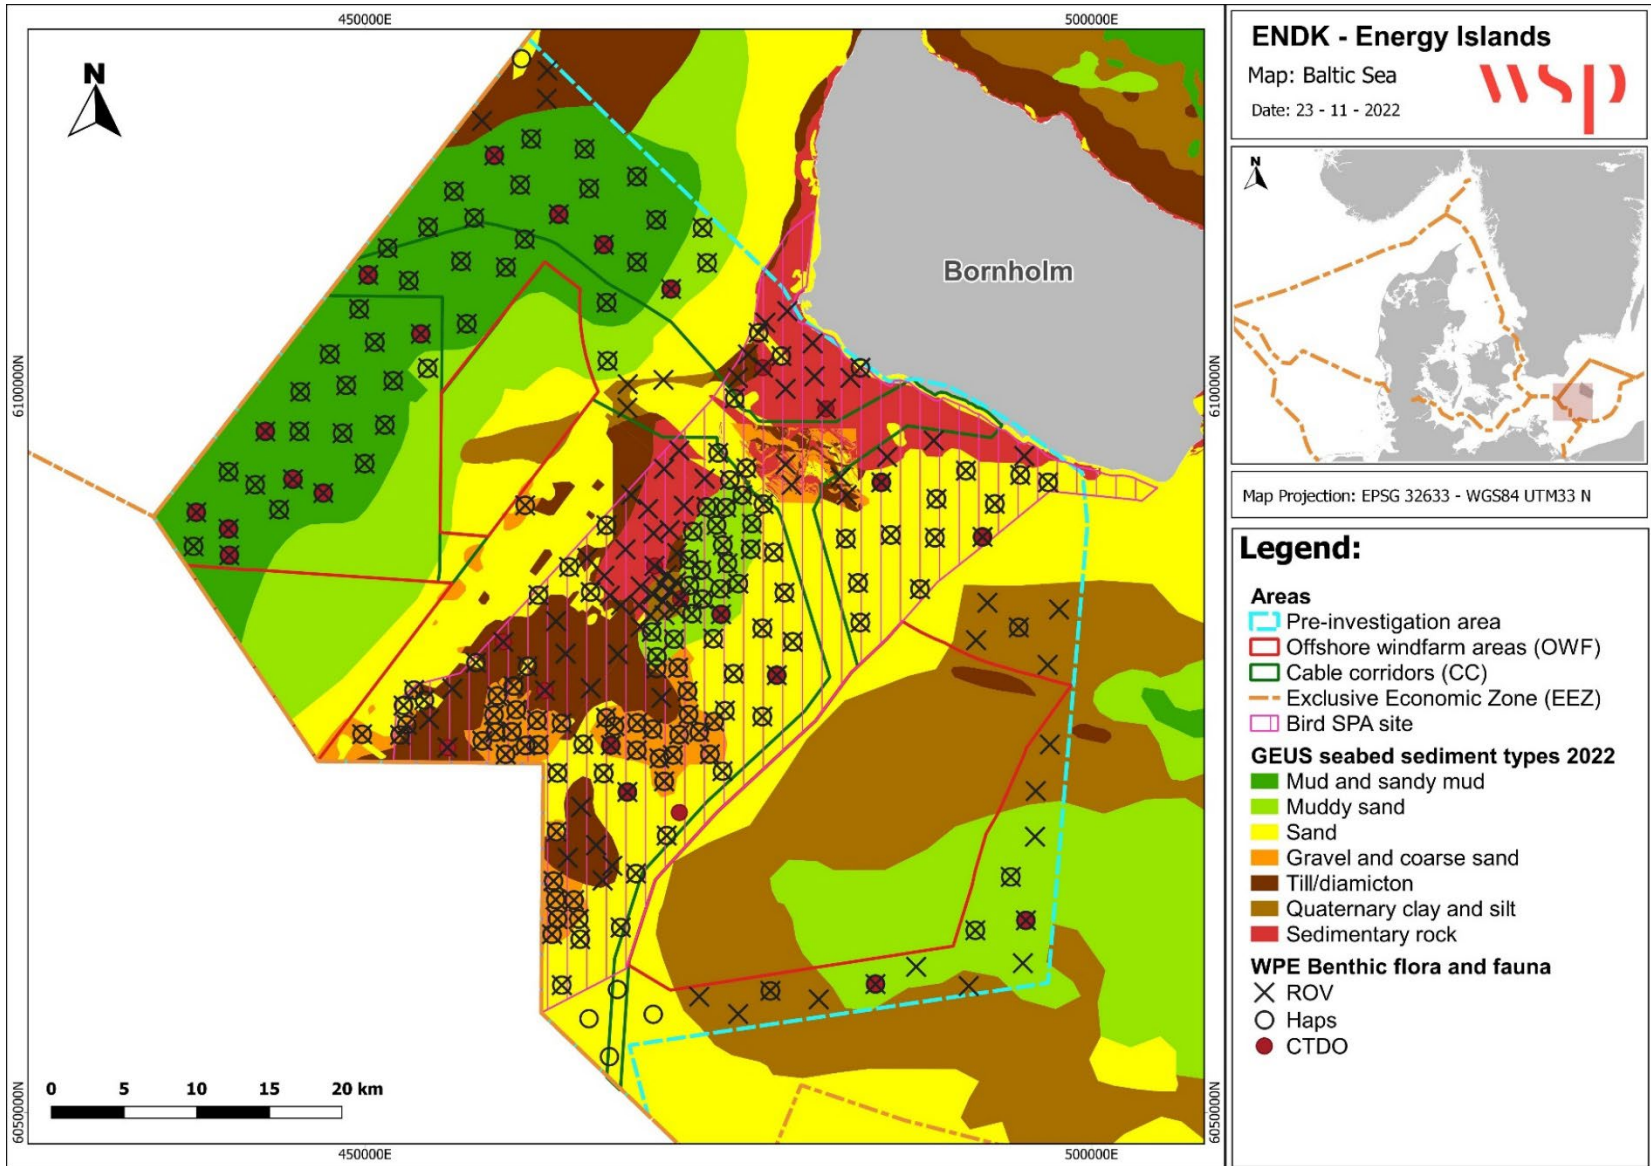 450000E
500000E
N
Bornholm
6100000N
6100000N
0 5 10 15 20 km
6050000N
6050000N
450000E
500000E
ENDK - Energy Islands
Map: Baltic Sea
Date: 23 - 11 - 2022
wsp
N
Map Projection: EPSG 32633 - WGS84 UTM33 N
Legend:
Areas
Pre-investigation area
Offshore windfarm areas (OWF)
Cable corridors (CC)
Exclusive Economic Zone (EEZ)
Bird SPA site
GEUS seabed sediment types 2022
Mud and sandy mud
Muddy sand
Sand
Gravel and coarse sand
Till/diamicton
Quaternary clay and silt
Sedimentary rock
WPE Benthic flora and fauna
ROV
Haps
CTDO